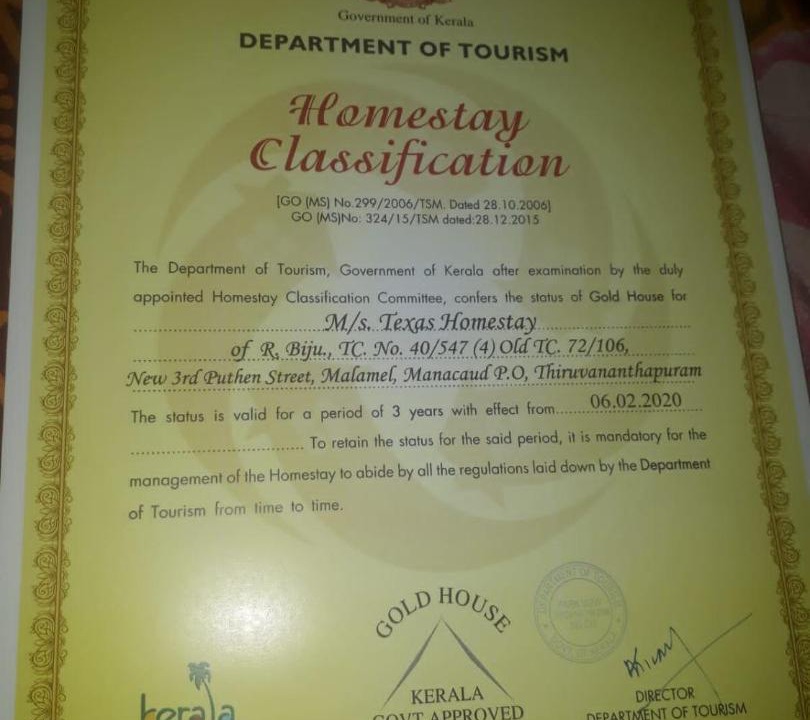 Government of Kerala
DEPARTMENT OF TOURISM
Homestay
Classification
[GO (MS) No.299/2006/TSM. Dated 28.10.2006]
GO (MS)No: 324/15/TSM dated:28.12.2015
The Department of Tourism, Government of Kerala after examination by the duly
appointed Homestay Classification Committee, confers the status of Gold House for
M/s. Texas Homestay
of R. Biju., TC. No. 40/547 (4) Old TC. 72/106,
New 3rd Puthen Street, Malamel, Manacaud P.O, Thiruvananthapuram
The status is valid for a period of 3 years with effect from.....06.02.2020
To retain the status for the said period, it is mandatory for the
management of the Homestay to abide by all the regulations laid down by the Department
of Tourism from time to time.
GOLD HOUSE
KERALA
GOVT APPROVED
DEPARTMENT OF TOURISM
kerala
DIRECTOR
DEPARTMENT OF TOURISM